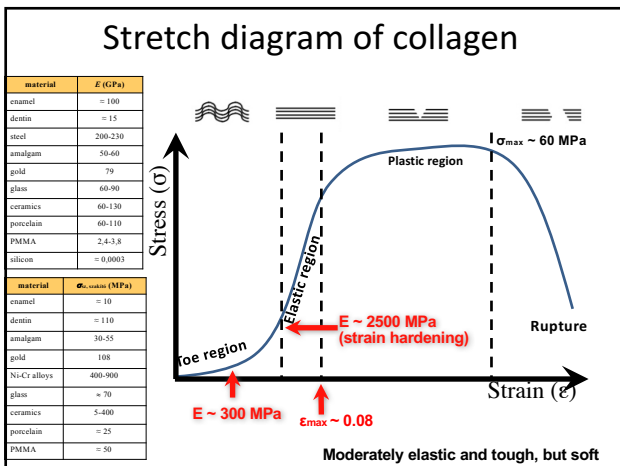 Stretch diagram of collagen
material E (GPa)
enamel ≈ 100
dentin ≈ 15
steel 200-230
amalgam 50-60
gold 79
glass 60-90
ceramics 60-130
porcelain 60-110
PMMA 2,4-3,8
silicon ≈ 0,0003
material
(MPa)
enamel ≈ 10
dentin ≈ 110
amalgam 30-55
gold 108
Ni-Cr alloys 400-900
glass ≈ 70
ceramics 5-400
porcelain ≈ 25
PMMA ≈ 50
σmax ~ 60 MPa
Plastic region
Stress (σ)
Elastic region
E ~ 2500 MPa
(strain hardening)
Toe region
Rupture
Strain (ε)
E ~ 300 MPa
εmax ~ 0.08
Moderately elastic and tough, but soft